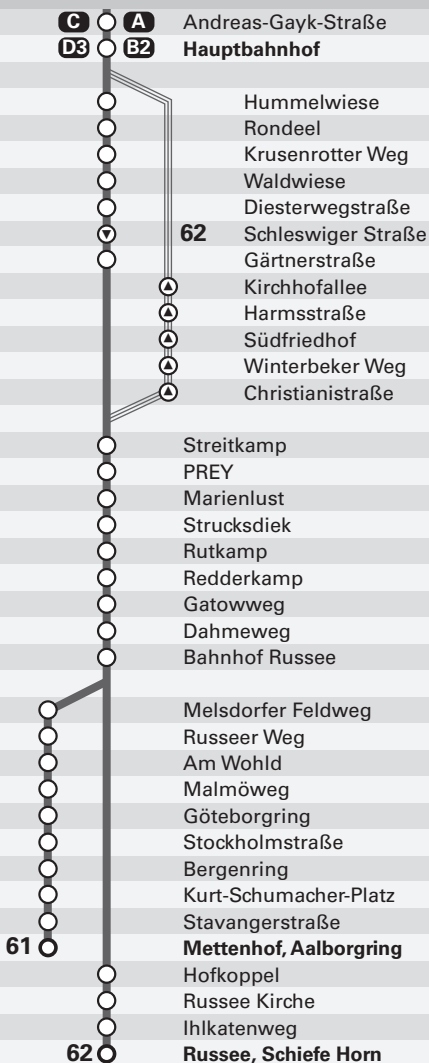 C A Andreas-Gayk-Straße
D3 B2 Hauptbahnhof
Hummelwiese
Rondeel
Krusenrotter Weg
Waldwiese
Diesterwegstraße
62 Schleswiger Straße
Gärtnerstraße
Kirchhofallee
Harmsstraße
Südfriedhof
Winterbeker Weg
Christianistraße
Streitkamp
PREY
Marienlust
Strucksdiek
Rutkamp
Redderkamp
Gatowweg
Dahmeweg
Bahnhof Russee
Melsdorfer Feldweg
Russeer Weg
Am Wohld
Malmöweg
Göteborgring
Stockholmstraße
Bergenring
Kurt-Schumacher-Platz
Stavangerstraße
61 Mettenhof, Aalborgring
Hofkoppel
Russee Kirche
Ihlkatenweg
62 Russee, Schiefe Horn